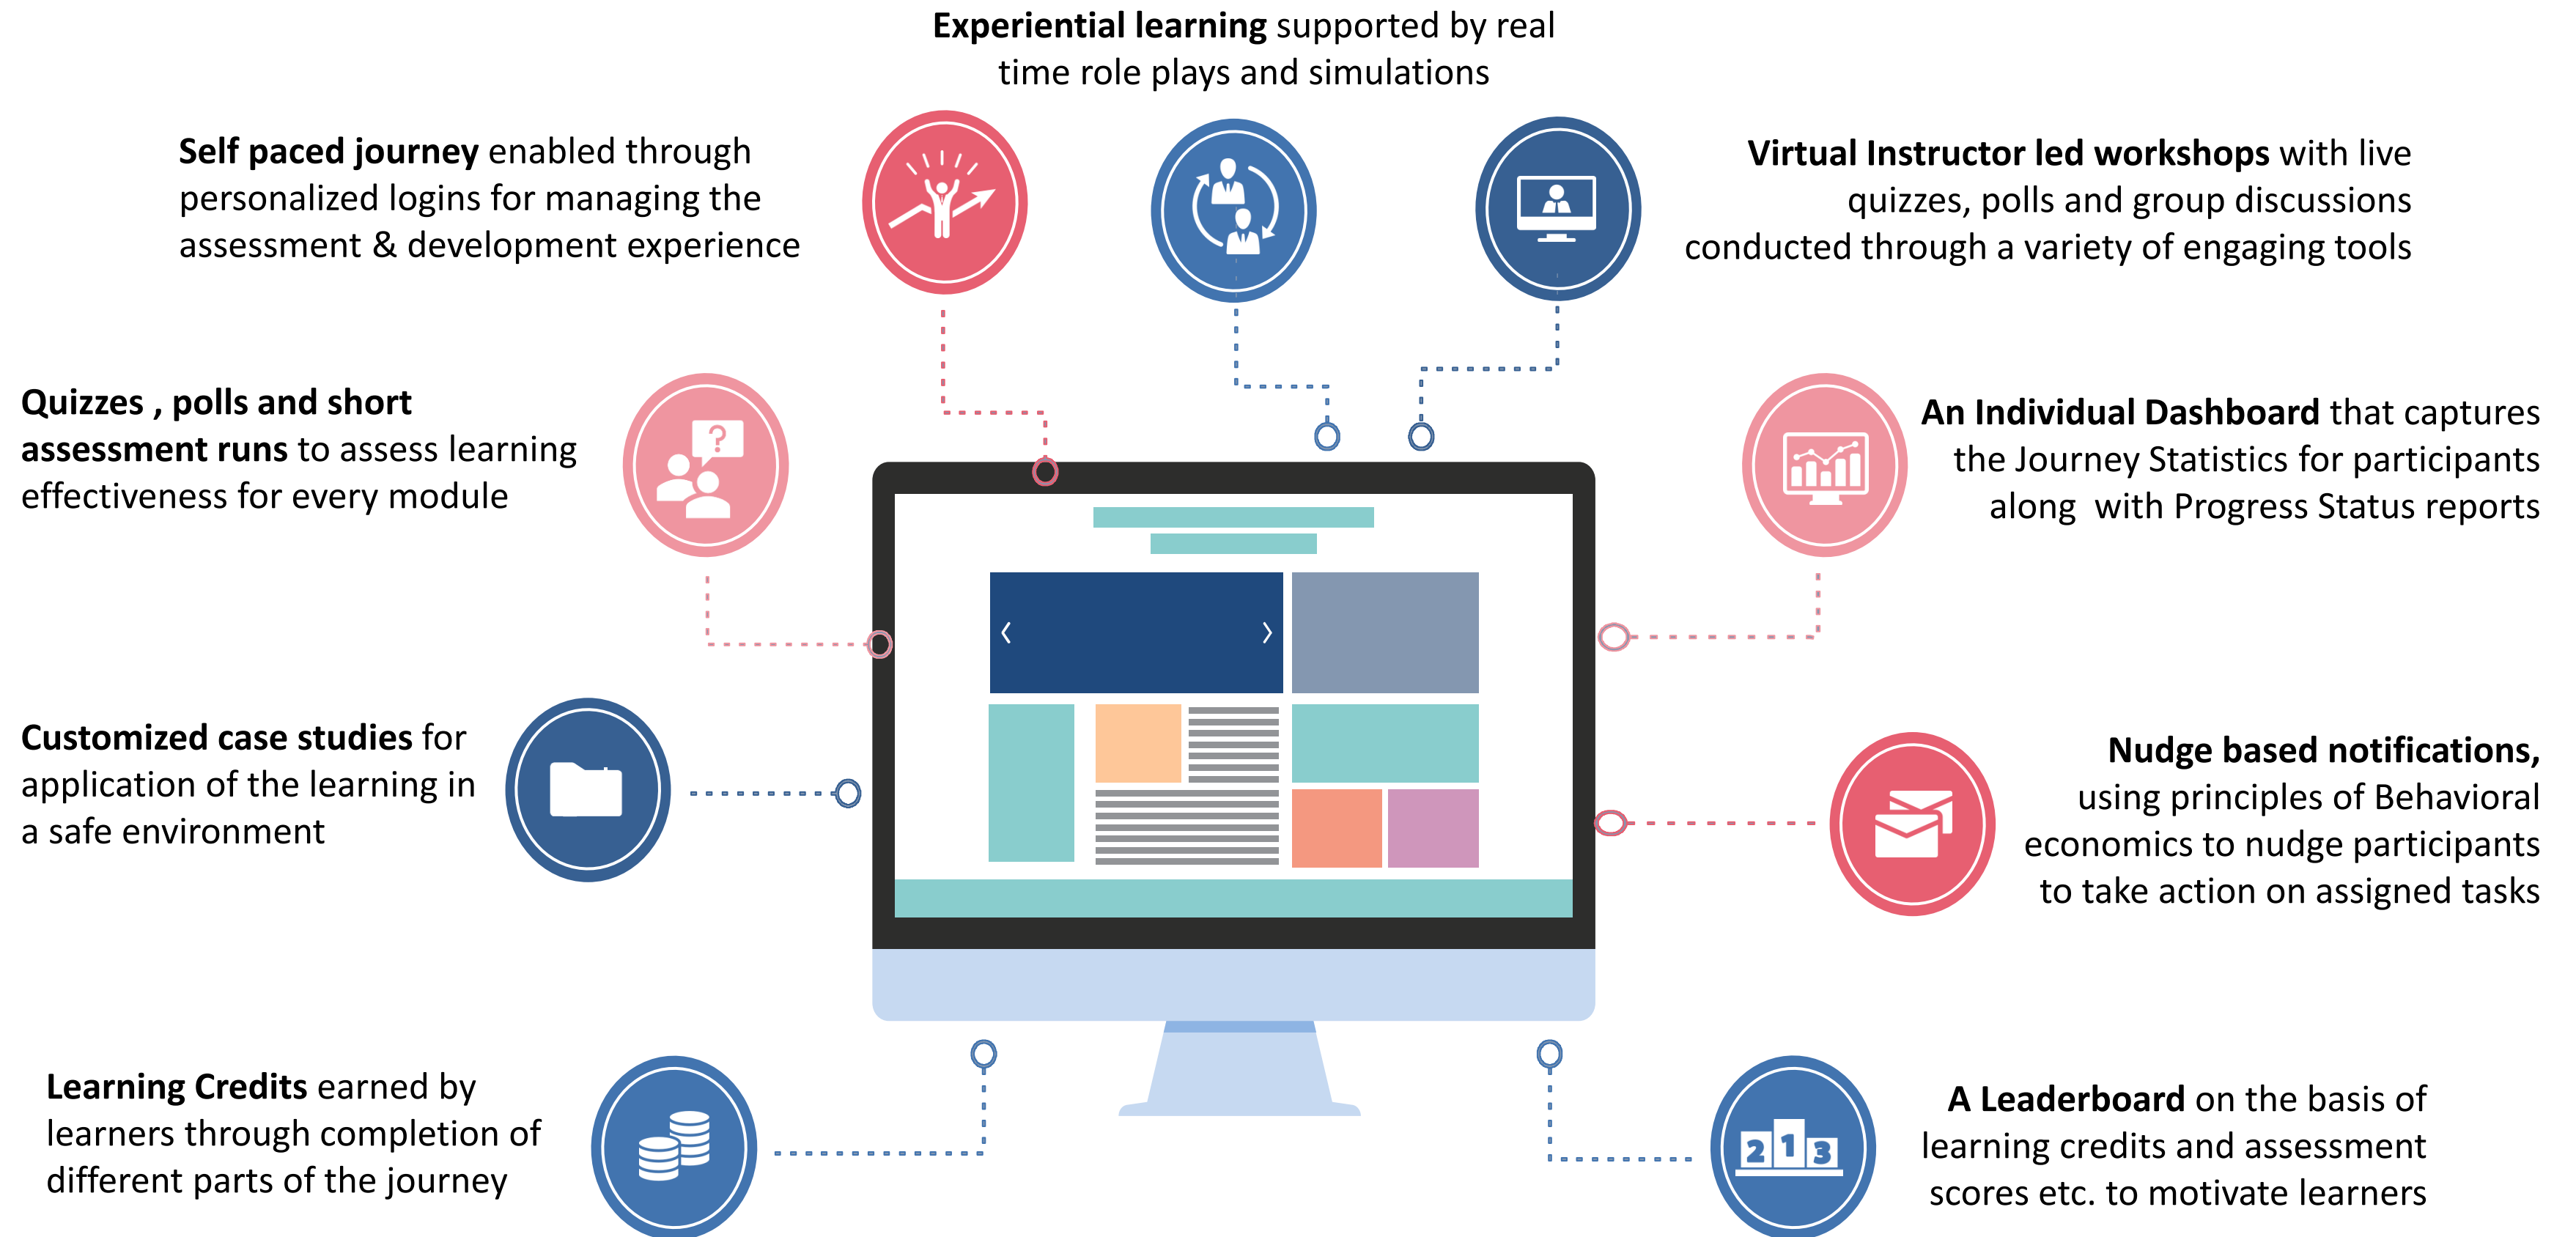 Experiential learning supported by real
time role plays and simulations
Self paced journey enabled through
personalized logins for managing the
assessment & development experience
Virtual Instructor led workshops with live
quizzes, polls and group discussions
conducted through a variety of engaging tools
Quizzes , polls and short
assessment runs to assess learning
effectiveness for every module
?
An Individual Dashboard that captures
the Journey Statistics for participants
along  with Progress Status reports
Customized case studies for
application of the learning in
a safe environment
Nudge based notifications,
using principles of Behavioral
economics to nudge participants
to take action on assigned tasks
Learning Credits earned by
learners through completion of
different parts of the journey
2 1 3
A Leaderboard on the basis of
learning credits and assessment
scores etc. to motivate learners